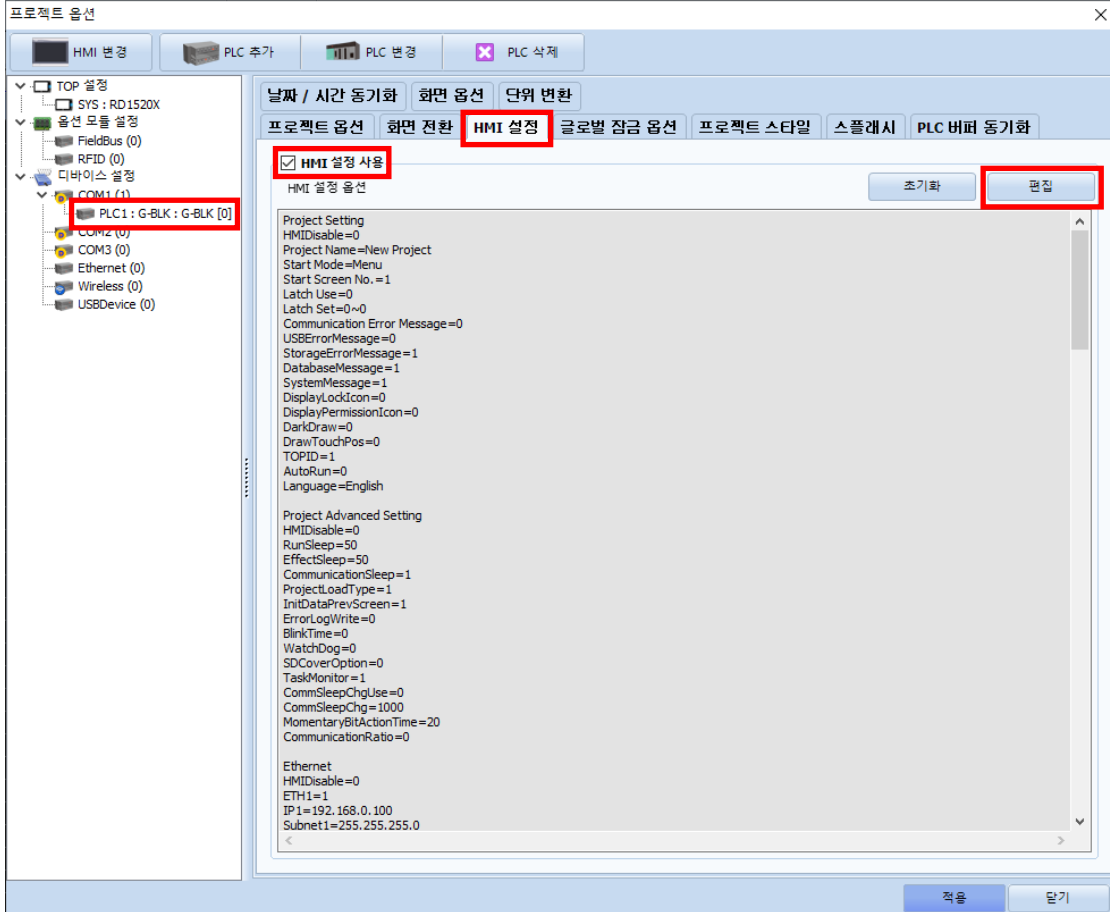 프로젝트 옵션
HMI 변경
PLC 추가
PLC 변경
PLC 삭제
TOP 설정
SYS : RD1520X
옵션 모듈 설정
FieldBus (0)
RFID (0)
디바이스 설정
COM1 (1)
PLC1 : G-BLK : G-BLK [0]
COM2 (0)
COM3 (0)
Ethernet (0)
Wireless (0)
USBDevice (0)
날짜 / 시간 동기화 화면 옵션 단위 변환
프로젝트 옵션 화면 전환 HMI 설정 글로벌 잠금 옵션 프로젝트 스타일 스플래시 PLC 버퍼 동기화
HMI 설정 사용
HMI 설정 옵션
초기화
편집
Project Setting
HMIDisable=0
Project Name=New Project
Start Mode=Menu
Start Screen No.=1
Latch Use=0
Latch Set=0~0
Communication Error Message=0
USBErrorMessage=0
StorageErrorMessage=1
DatabaseMessage=1
SystemMessage=1
DisplayLockIcon=0
DisplayPermissionIcon=0
DarkDraw=0
DrawTouchPos=0
TOPID=1
AutoRun=0
Language=English
Project Advanced Setting
HMIDisable=0
RunSleep=50
EffectSleep=50
CommunicationSleep=1
ProjectLoadType=1
InitDataPrevScreen=1
ErrorLogWrite=0
BlinkTime=0
WatchDog=0
SDCoverOption=0
TaskMonitor=1
CommSleepChgUse=0
CommSleepChg=1000
MomentaryBitActionTime=20
CommunicationRatio=0
Ethernet
HMIDisable=0
ETH1=1
IP1=192.168.0.100
Subnet1=255.255.255.0
적용
닫기